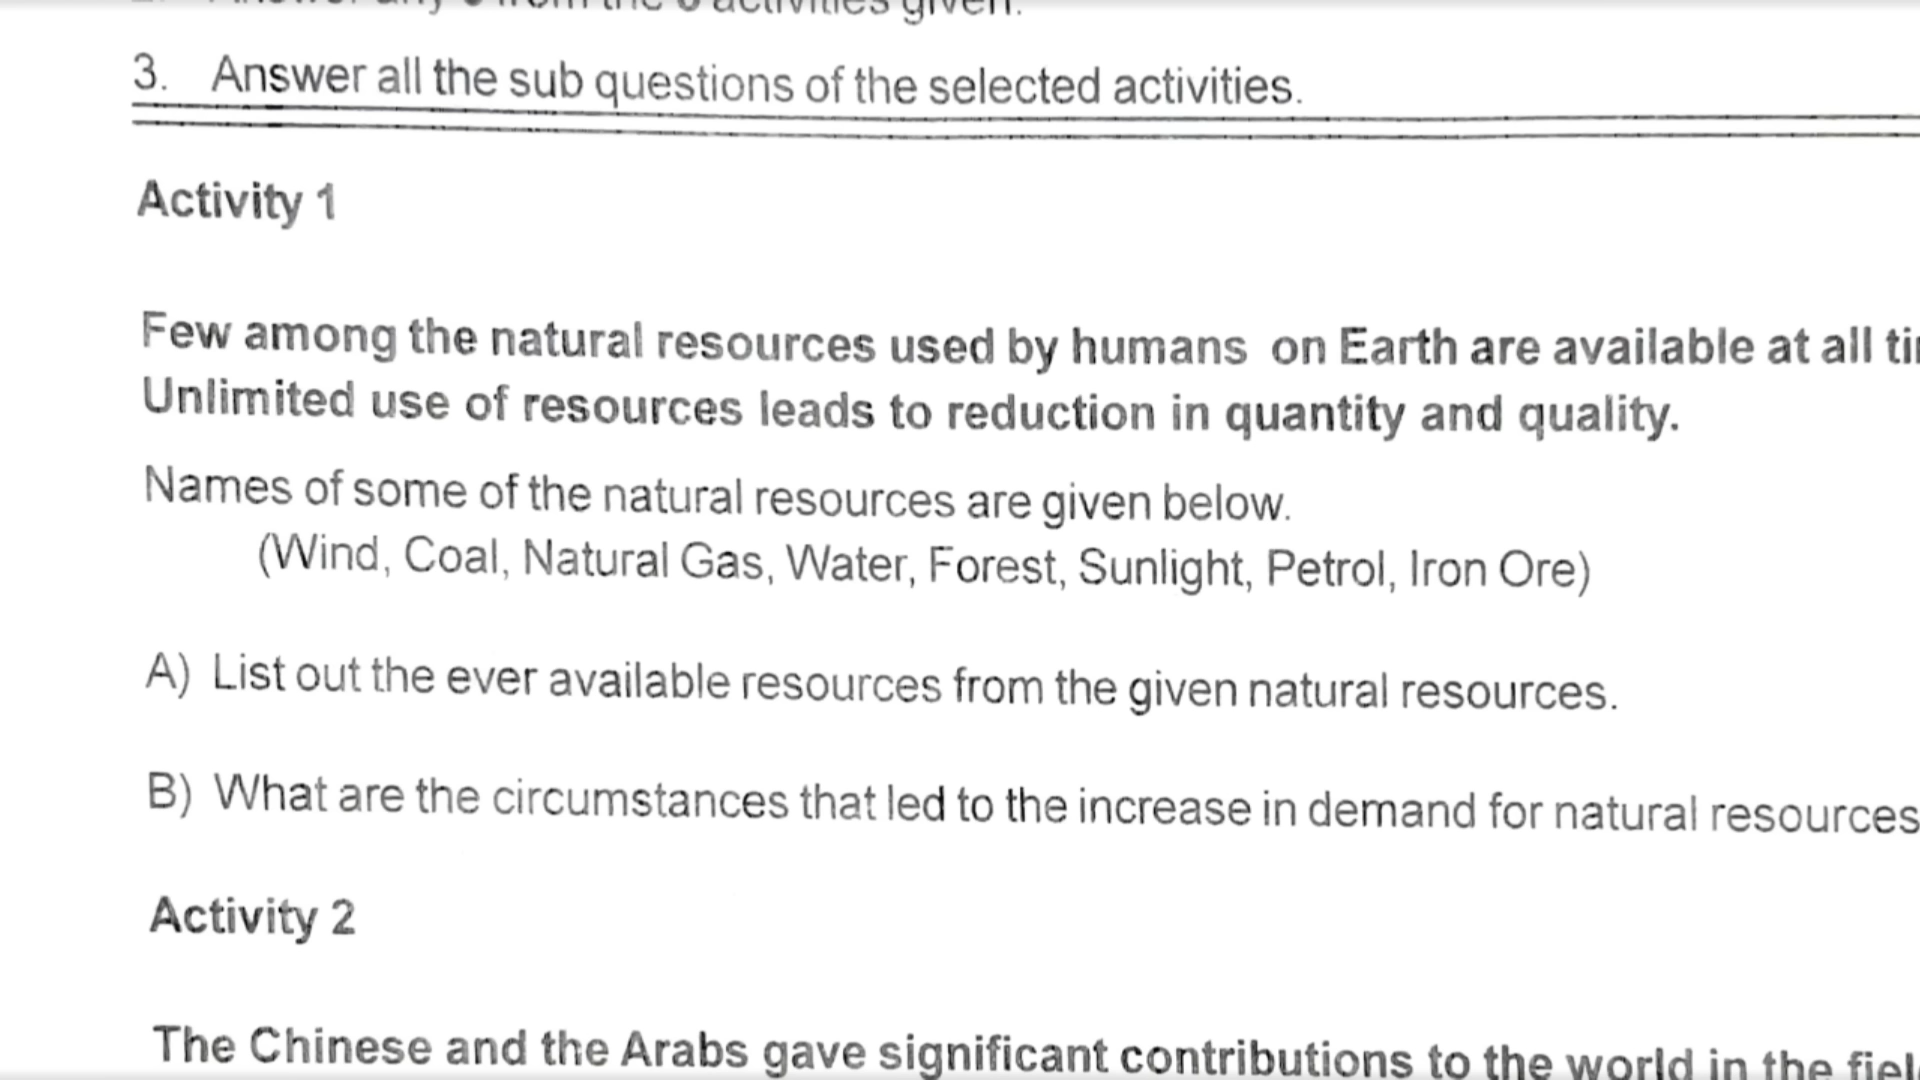 3. Answer all the sub questions of the selected activities.
Activity 1
Few among the natural resources used by humans on Earth are available at all
Unlimited use of resources leads to reduction in quantity and quality.
Names of some of the natural resources are given below.
(Wind, Coal, Natural Gas, Water, Forest, Sunlight, Petrol, Iron Ore)
A) List out the ever available resources from the given natural resources.
B) What are the circumstances that led to the increase in demand for natural resources
Activity 2
The Chinese and the Arabs gave significant contributions to the world in the